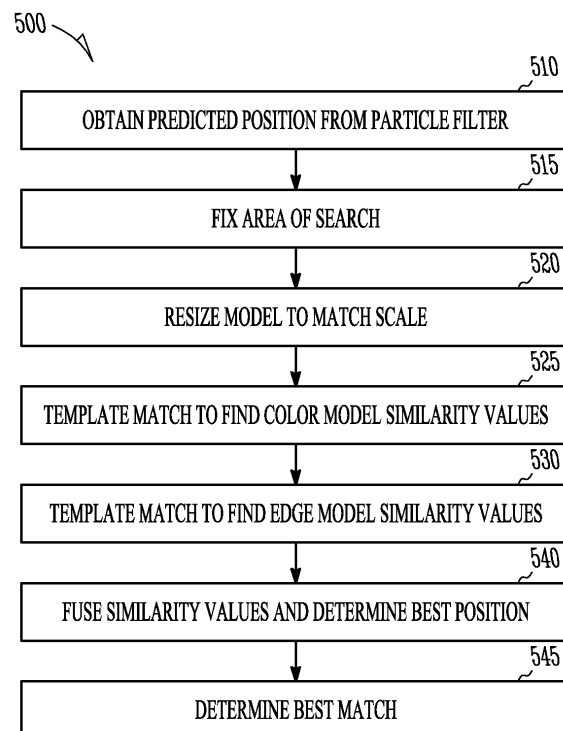 500
510
OBTAIN PREDICTED POSITION FROM PARTICLE FILTER
515
FIX AREA OF SEARCH
520
RESIZE MODEL TO MATCH SCALE
525
TEMPLATE MATCH TO FIND COLOR MODEL SIMILARITY VALUES
530
TEMPLATE MATCH TO FIND EDGE MODEL SIMILARITY VALUES
540
FUSE SIMILARITY VALUES AND DETERMINE BEST POSITION
545
DETERMINE BEST MATCH